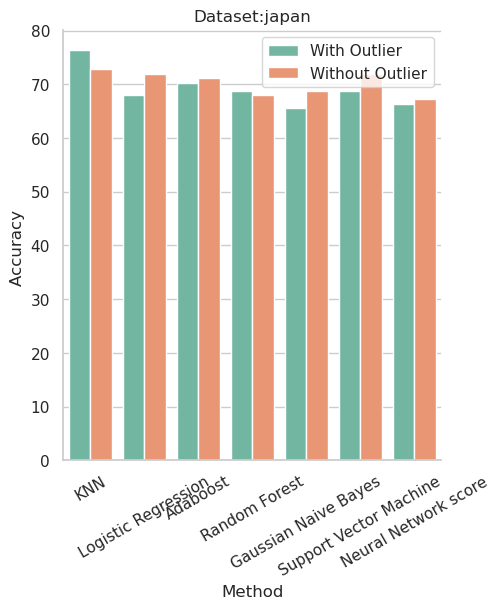 Dataset:japan
With Outlier
Without Outlier
Accuracy
80
70
60
50
40
30
20
10
0
KNN
Logistic Regression
Adaboost
Random Forest
Gaussian Naive Bayes
Support Vector Machine
Neural Network score
Method